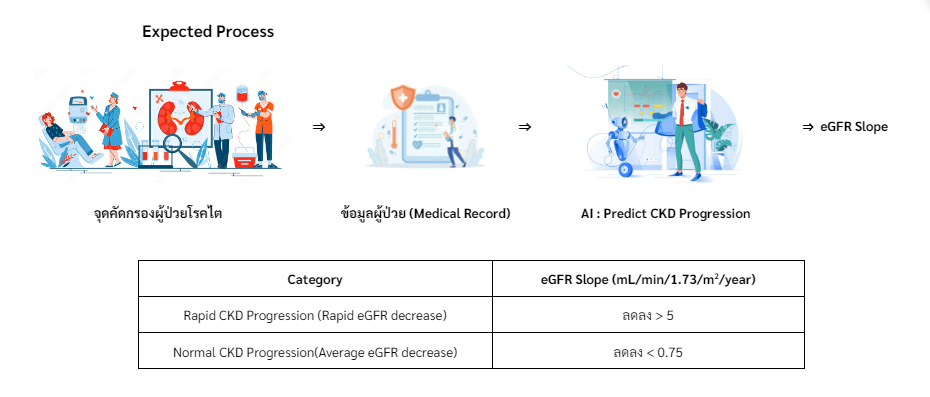 Expected Process
⇒
⇒
⇒ eGFR Slope
จุดคัดกรองผู้ป่วยโรคไต
ข้อมูลผู้ป่วย (Medical Record)
AI : Predict CKD Progression
Category
eGFR Slope (mL/min/1.73/m²/year)
Rapid CKD Progression (Rapid eGFR decrease)
ลดลง > 5
Normal CKD Progression(Average eGFR decrease)
ลดลง < 0.75